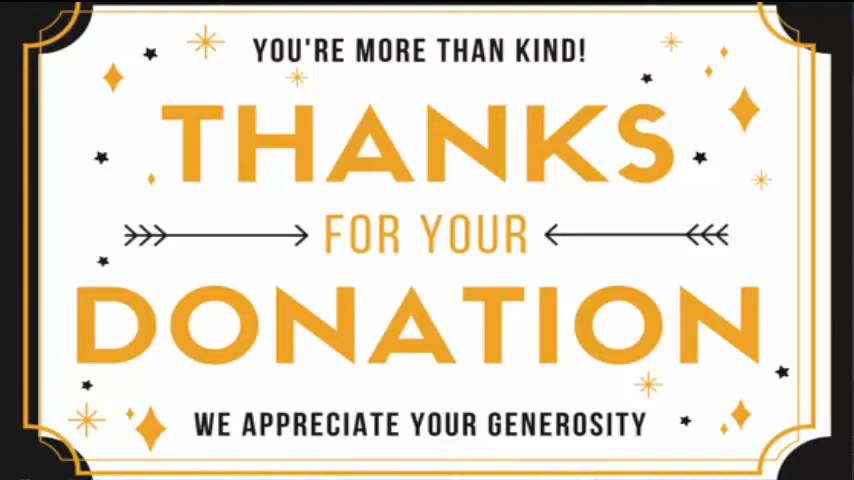 YOU'RE MORE THAN KIND!
THANKS
FOR YOUR
DONATION
WE APPRECIATE YOUR GENEROSITY